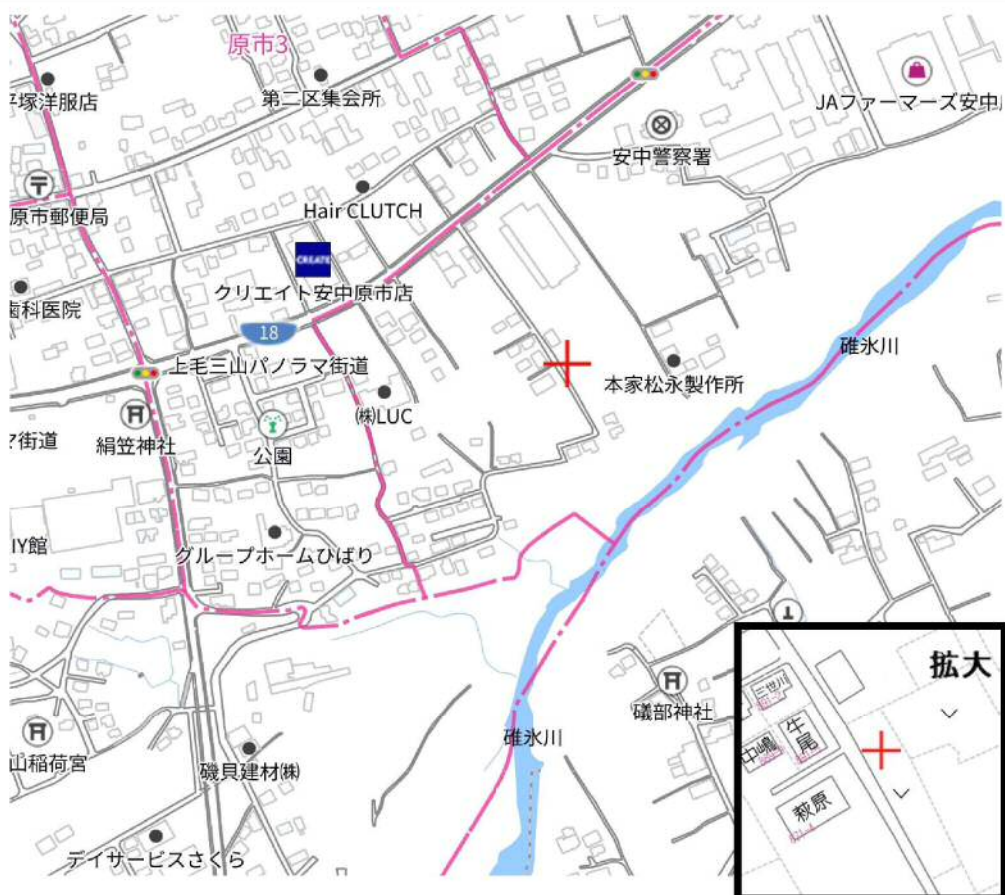 原市3
平塚洋服店
第二区集会所
JAファーマーズ安中
安中警察署
原市郵便局
Hair CLUTCH
CREATE
クリエイト安中原市店
歯科医院
18
上毛三山パノラマ街道
碓氷川
本家松永製作所
(株)LUC
マ街道
絹笠神社
公園
IY館
グループホームひばり
拡大
三世川
牛尾
中嶋
萩原
磯部神社
碓氷川
山稲荷宮
磯貝建材(株)
デイサービスさくら